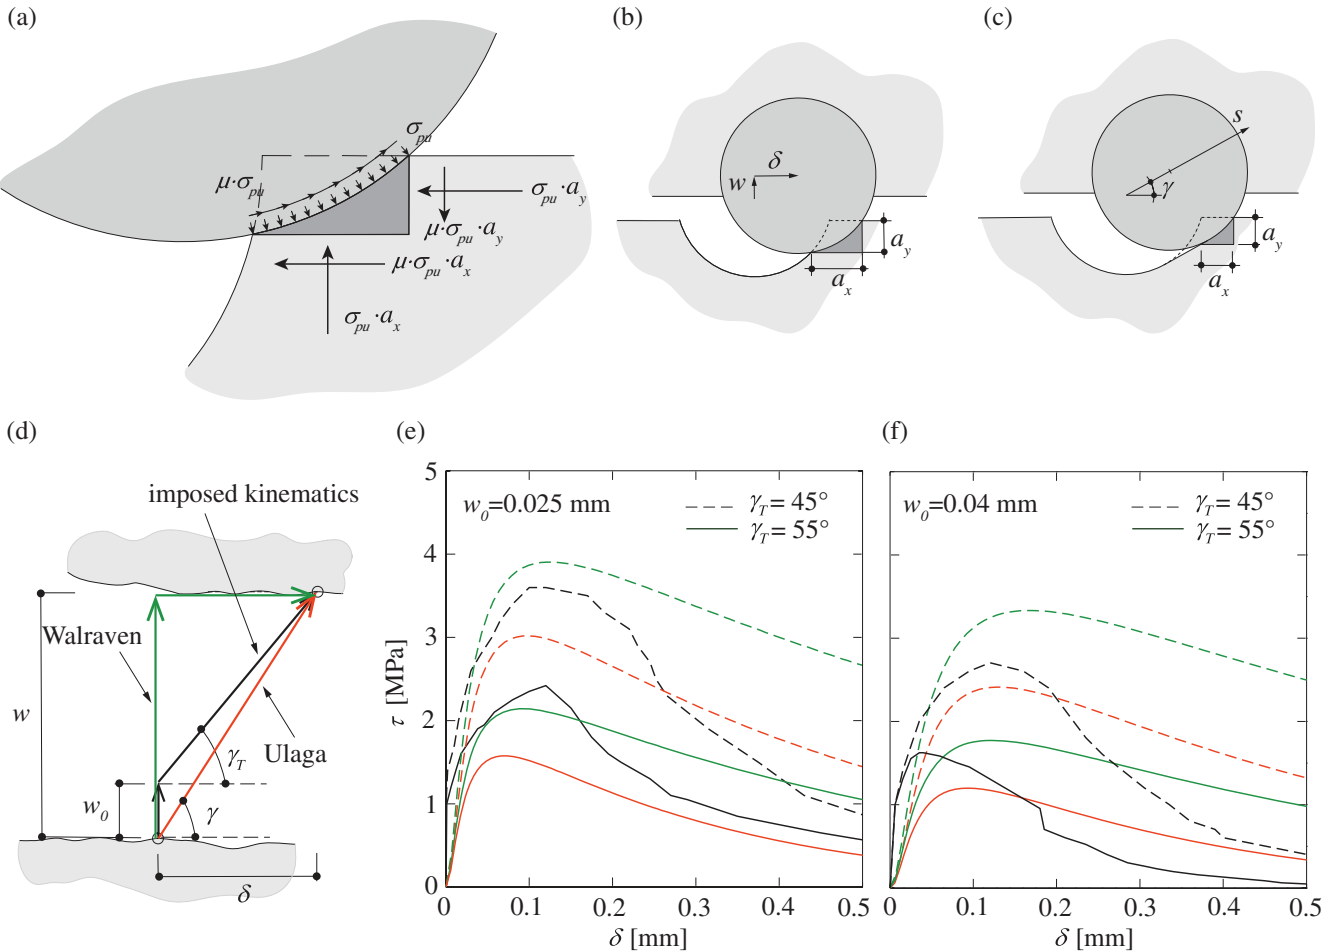 (a)
(b)
(c)
σpu
μ·σpu
σpu·ay
μ·σpu·ay
μ·σpu·ax
σpu·ax
δ
w
ay
ax
s
γ
ay
ax
(d)
(e)
(f)
imposed kinematics
Walraven
w
γT
Ulaga
w0
γ
δ
5
4
3
2
1
0
τ [MPa]
w0=0.025 mm
γT= 45°
γT= 55°
0
0.1
0.2
0.3
0.4
0.5
δ [mm]
w0=0.04 mm
γT= 45°
γT= 55°
0
0.1
0.2
0.3
0.4
0.5
δ [mm]